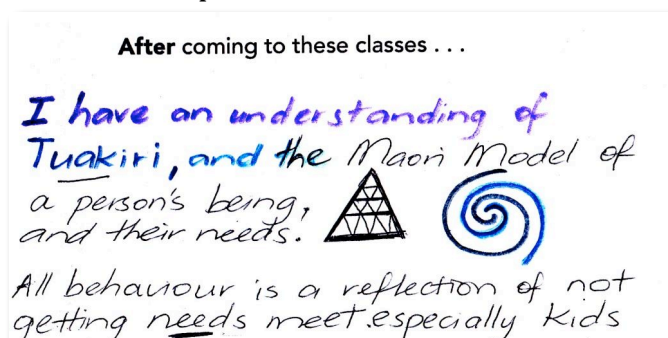 After coming to these classes . . .
I have an understanding of
Tuakiri, and the Maori Model of
a person's being,
and their needs.
All behaviour is a reflection of not
getting needs meet. especially kids